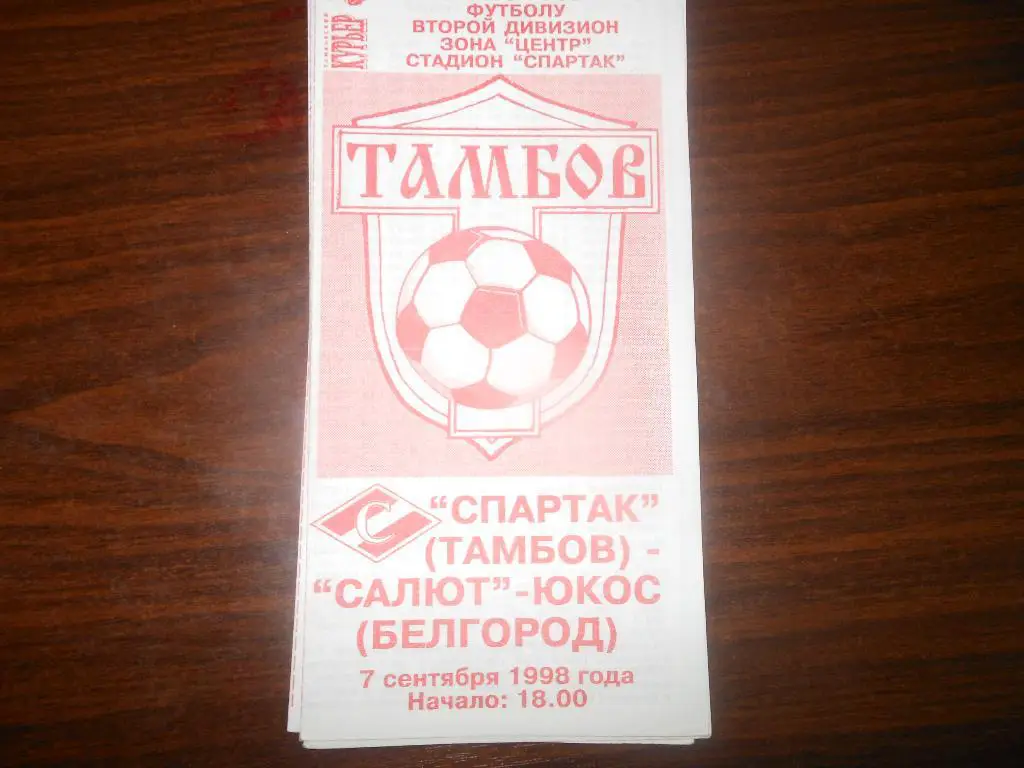 Тамбовский
КУРЬЕР
ФУТБОЛУ
ВТОРОЙ ДИВИЗИОН
ЗОНА "ЦЕНТР"
СТАДИОН "СПАРТАК"
ТАМБОВ
С
"СПАРТАК"
(ТАМБОВ) -
"САЛЮТ"-ЮКОС
(БЕЛГОРОД)
7 сентября 1998 года
Начало: 18.00